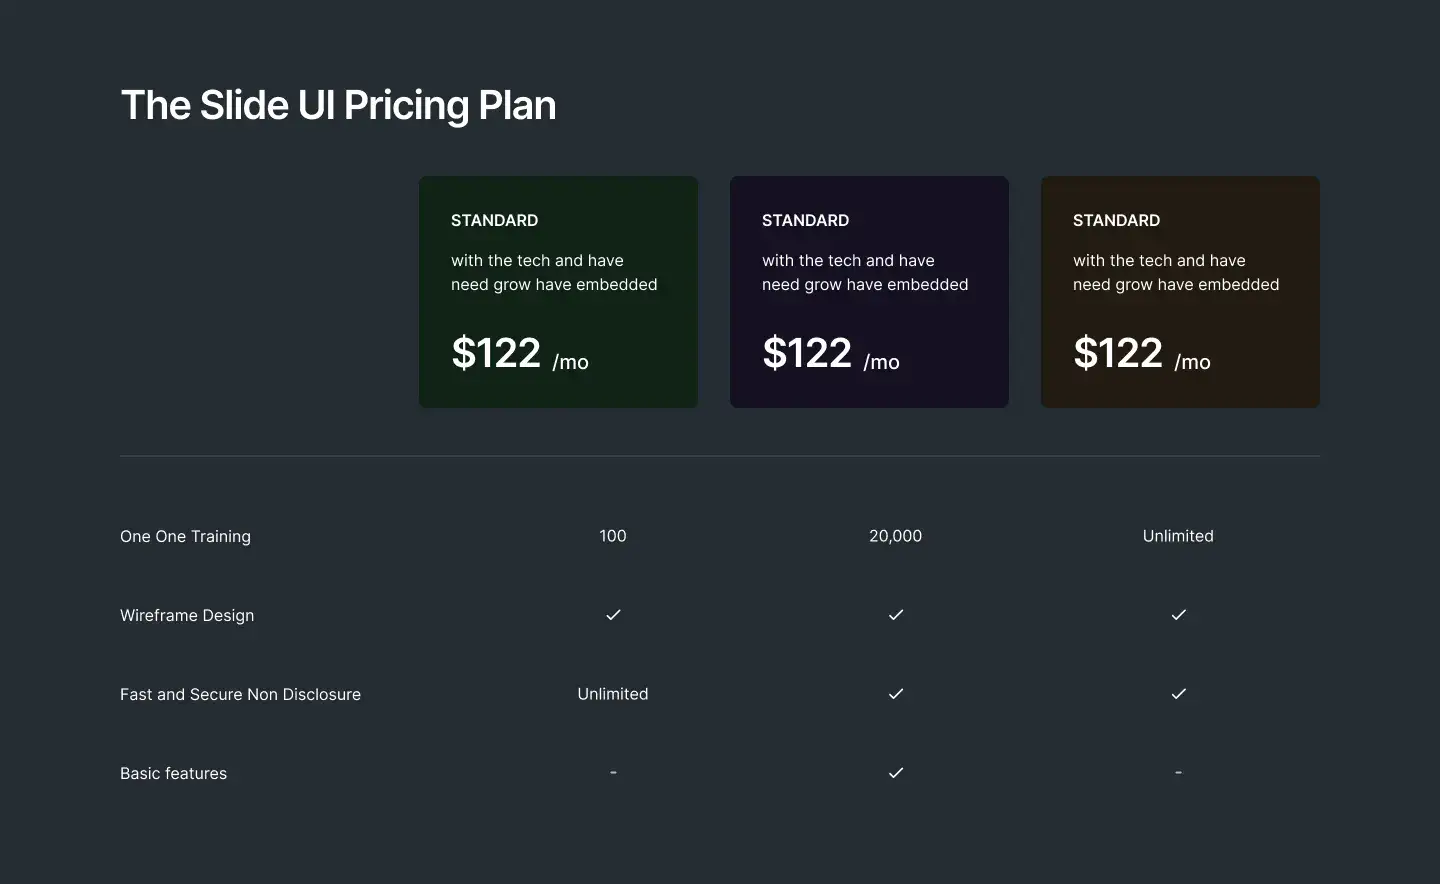 The Slide UI Pricing Plan
STANDARD
with the tech and have
need grow have embedded
$122 /mo
STANDARD
with the tech and have
need grow have embedded
$122 /mo
STANDARD
with the tech and have
need grow have embedded
$122 /mo
One One Training 100 20,000 Unlimited
Wireframe Design ✓ ✓ ✓
Fast and Secure Non Disclosure Unlimited ✓ ✓
Basic features - ✓ -